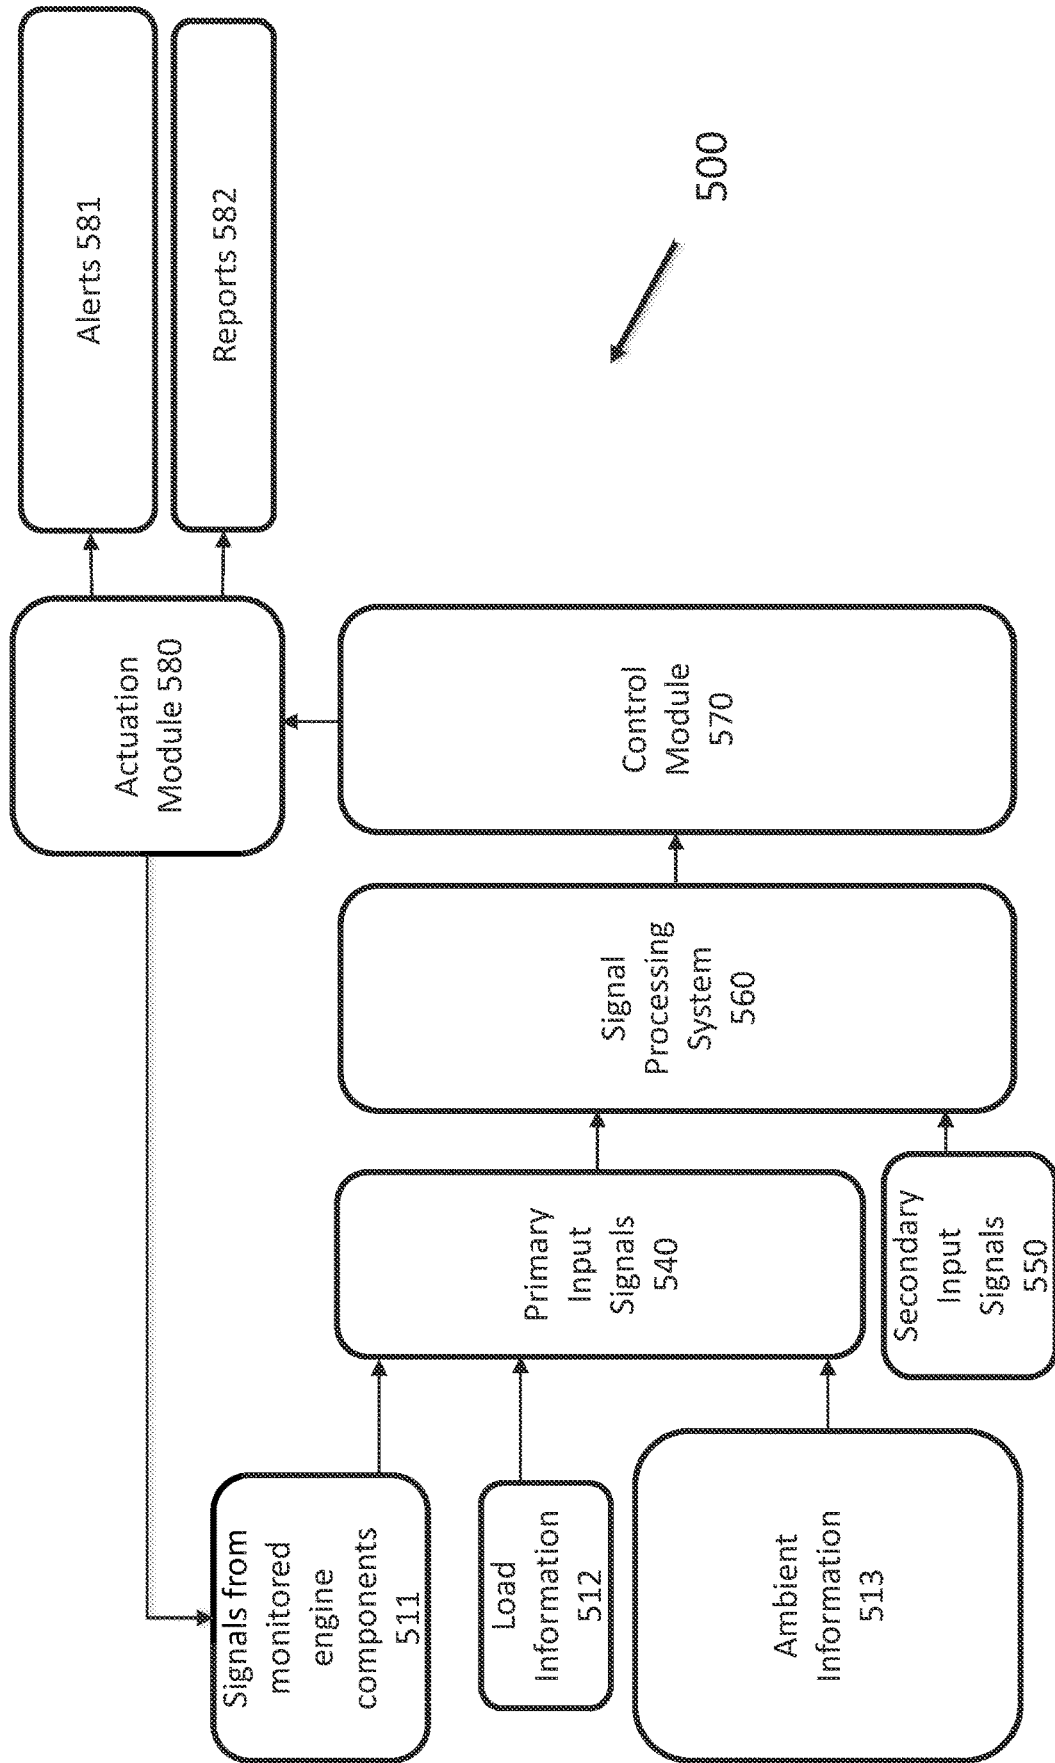 Signals from
monitored
engine
components
511
Load
Information
512
Ambient
Information
513
Primary
Input
Signals
540
Secondary
Input
Signals
550
Signal
Processing
System
560
Control
Module
570
Actuation
Module 580
Alerts 581
Reports 582
500